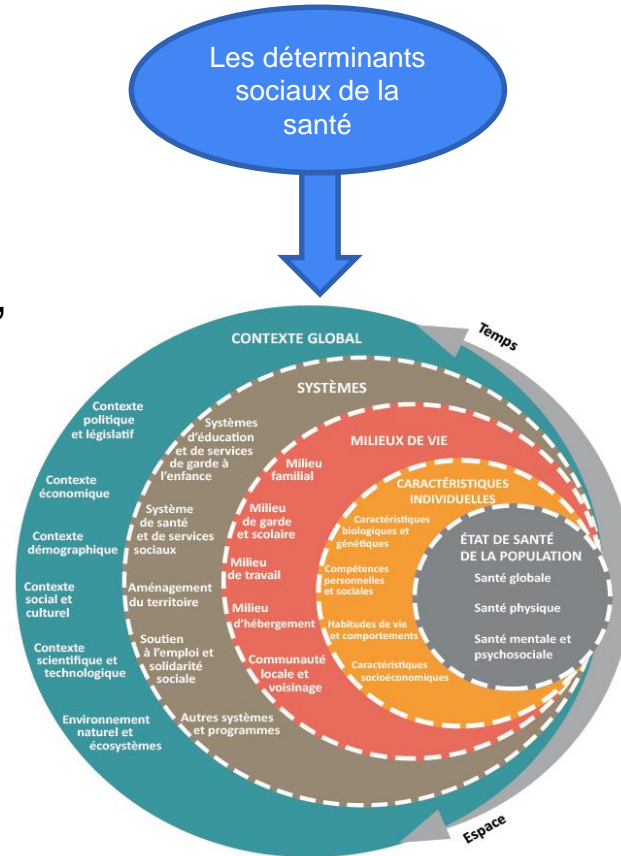 Les déterminants
sociaux de la
santé
,
CONTEXTE GLOBAL
Temps
SYSTÈMES
Contexte
politique
et législatif
Contexte
économique
Contexte
démographique
Contexte
social et
culturel
Contexte
scientifique et
technologique
Environnement
naturel et
écosystèmes
Systèmes
d'éducation
et de services
de garde à
l'enfance
Système
de santé
et de services
sociaux
Aménagement
du territoire
Soutien
à l'emploi et
solidarité
sociale
Autres systèmes
et programmes
MILIEUX DE VIE
Milieu
familial
Milieu
de garde
et scolaire
Milieu
de travail
Milieu
d'hébergement
Communauté
locale et
voisinage
CARACTÉRISTIQUES
INDIVIDUELLES
Caractéristiques
biologiques et
génétiques
Compétences
personnelles
et sociales
Habitudes de vie
et comportements
Caractéristiques
socioéconomiques
ÉTAT DE SANTÉ
DE LA POPULATION
Santé globale
Santé physique
Santé mentale et
psychosociale
Espace